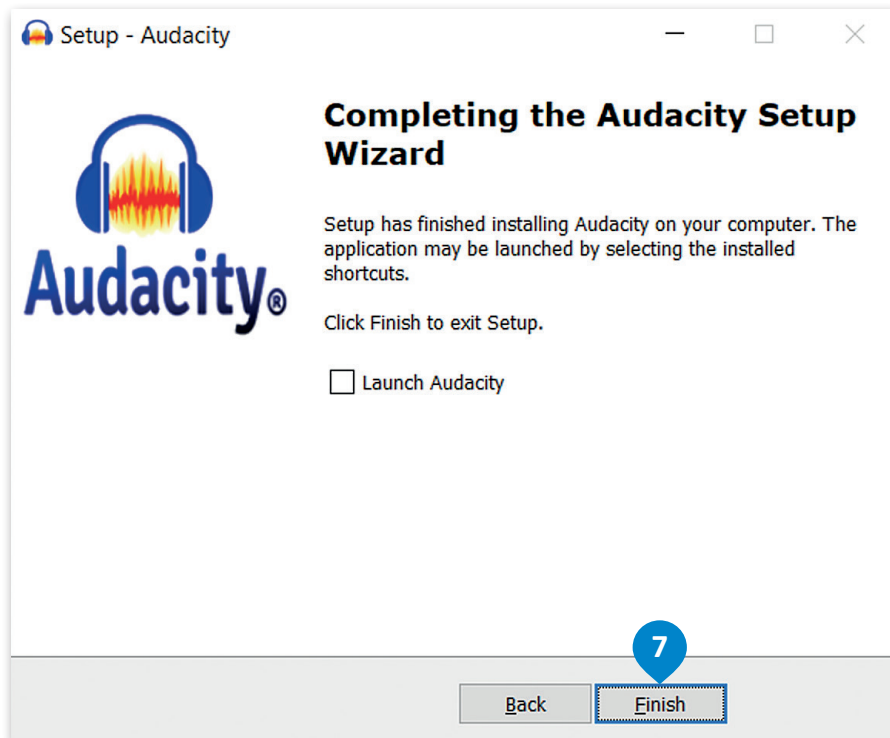 Setup - Audacity
Completing the Audacity Setup
Wizard
Setup has finished installing Audacity on your computer. The
application may be launched by selecting the installed
shortcuts.
Click Finish to exit Setup.
Launch Audacity
Audacity®
7
Back
Finish